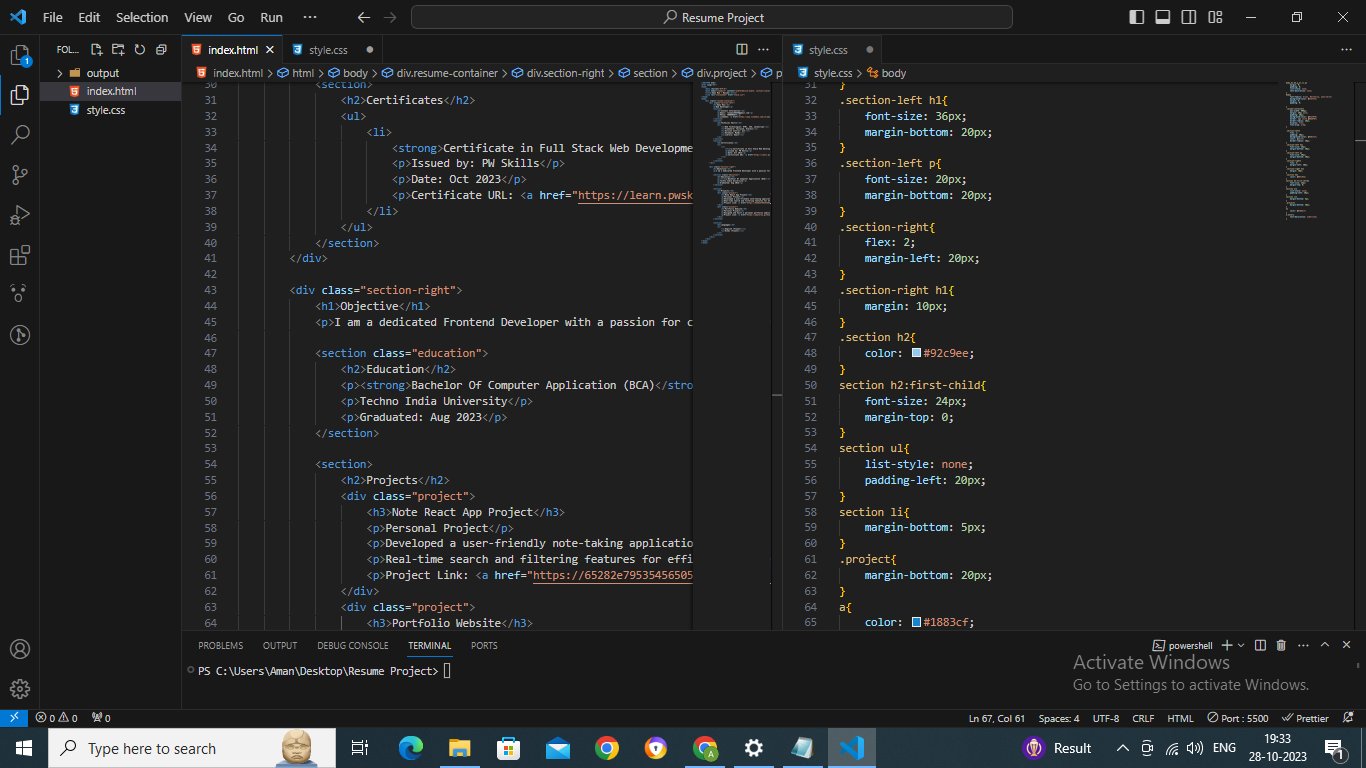 File Edit Selection View Go Run ···
Resume Project
FOL...
output
index.html
style.css
1
index.html
style.css
index.html > html > body > div.resume-container > div.section-right > section > div.project > p
30 <section>
31 <h2>Certificates</h2>
32 <ul>
33 <li>
34 <strong>Certificate in Full Stack Web Developme
35 <p>Issued by: PW Skills</p>
36 <p>Date: Oct 2023</p>
37 <p>Certificate URL: <a href="https://learn.pwsk
38 </li>
39 </ul>
40 </section>
41 </div>
42
43 <div class="section-right">
44 <h1>Objective</h1>
45 <p>I am a dedicated Frontend Developer with a passion for c
46
47 <section class="education">
48 <h2>Education</h2>
49 <p><strong>Bachelor Of Computer Application (BCA)</stro
50 <p>Techno India University</p>
51 <p>Graduated: Aug 2023</p>
52 </section>
53
54 <section>
55 <h2>Projects</h2>
56 <div class="project">
57 <h3>Note React App Project</h3>
58 <p>Personal Project</p>
59 <p>Developed a user-friendly note-taking applicatio
60 <p>Real-time search and filtering features for effi
61 <p>Project Link: <a href="https://65282e79535456505
62 </div>
63 <div class="project">
64 <h3>Portfolio Website</h3>
style.css
style.css > body
31 }
32 .section-left h1{
33 font-size: 36px;
34 margin-bottom: 20px;
35 }
36 .section-left p{
37 font-size: 20px;
38 margin-bottom: 20px;
39 }
40 .section-right{
41 flex: 2;
42 margin-left: 20px;
43 }
44 .section-right h1{
45 margin: 10px;
46 }
47 .section h2{
48 color: #92c9ee;
49 }
50 section h2:first-child{
51 font-size: 24px;
52 margin-top: 0;
53 }
54 section ul{
55 list-style: none;
56 padding-left: 20px;
57 }
58 section li{
59 margin-bottom: 5px;
60 }
61 .project{
62 margin-bottom: 20px;
63 }
64 a{
65 color: #1883cf;
PROBLEMS OUTPUT DEBUG CONSOLE TERMINAL PORTS
powershell
PS C:\Users\Aman\Desktop\Resume Project>
Activate Windows
Go to Settings to activate Windows.
0 0 0
Ln 67, Col 61 Spaces: 4 UTF-8 CRLF HTML Port : 5500 Prettier
Type here to search
A
Result
ENG
19:33
28-10-2023
1